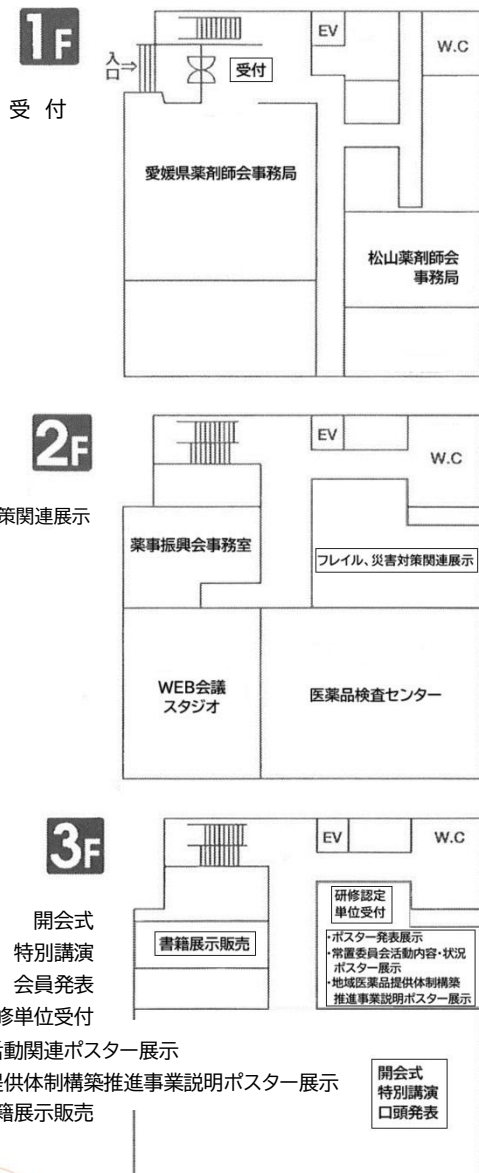 1F
入口⇒
EV
W.C
受付
受 付
愛媛県薬剤師会事務局
松山薬剤師会
事務局
2F
EV
W.C
策関連展示
薬事振興会事務室
フレイル、災害対策関連展示
WEB会議
スタジオ
医薬品検査センター
3F
EV
W.C
開会式
特別講演
会員発表
修単位受付
活動関連ポスター展示
提供体制構築推進事業説明ポスター展示
籍展示販売
書籍展示販売
研修認定
単位受付
・ポスター発表展示
・常置委員会活動内容・状況
ポスター展示
・地域医薬品提供体制構築
推進事業説明ポスター展示
開会式
特別講演
口頭発表